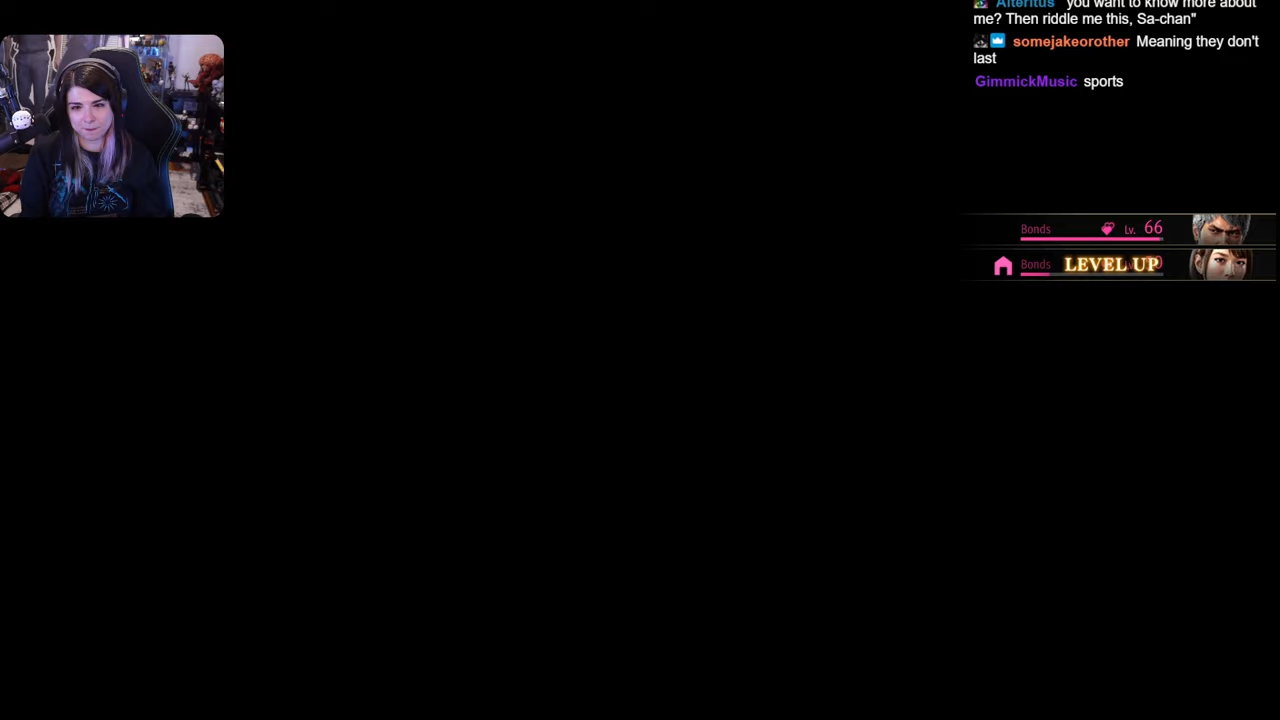 Alteritus "you want to know more about
me? Then riddle me this, Sa-chan"
somejakeorother Meaning they don't
last
GimmickMusic sports
Bonds Lv. 66
Bonds LEVEL UP